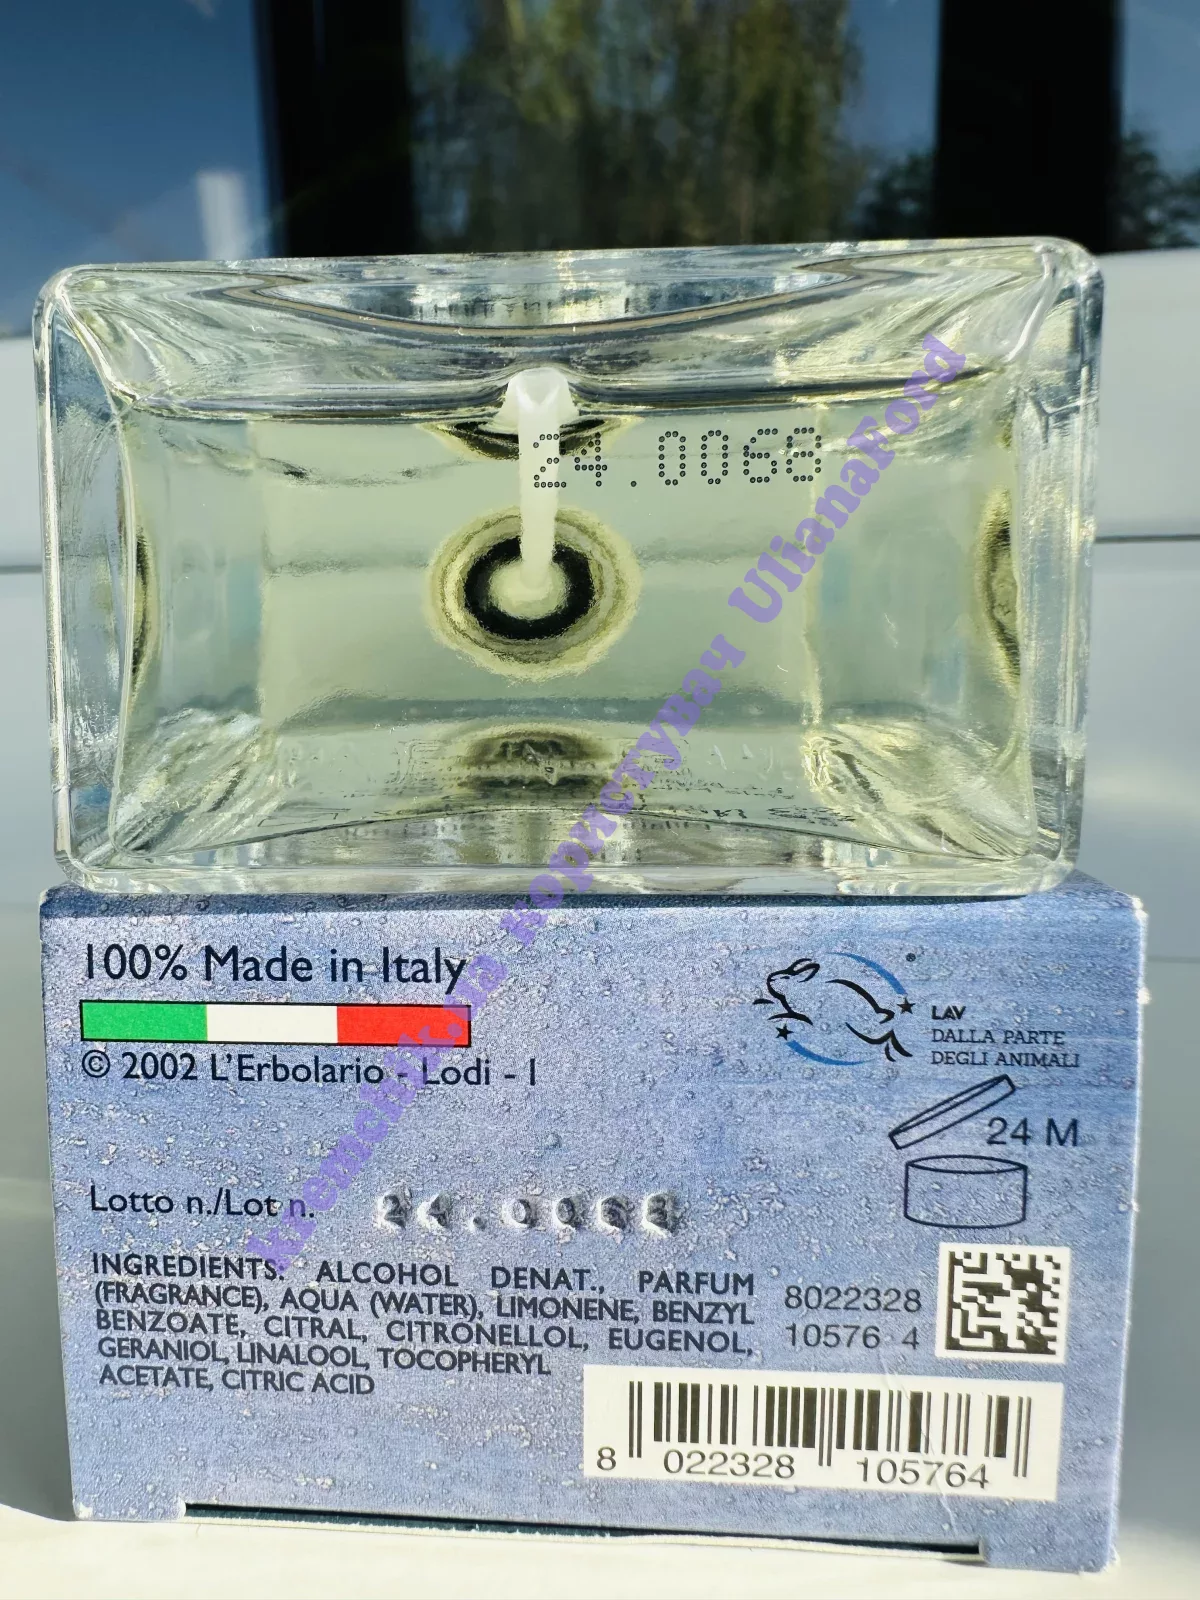 24.0068
100% Made in Italy
© 2002 L'Erbolario - Lodi - I
LAV
DALLA PARTE
DEGLI ANIMALI
24 M
Lotto n./Lot n. 24.0068
INGREDIENTS: ALCOHOL DENAT., PARFUM
(FRAGRANCE), AQUA (WATER), LIMONENE, BENZYL
BENZOATE, CITRAL, CITRONELLOL, EUGENOL,
GERANIOL, LINALOOL, TOCOPHERYL
ACETATE, CITRIC ACID
8022328
10576 4
8 022328 105764
kremchik.ua користувач UlianaFord